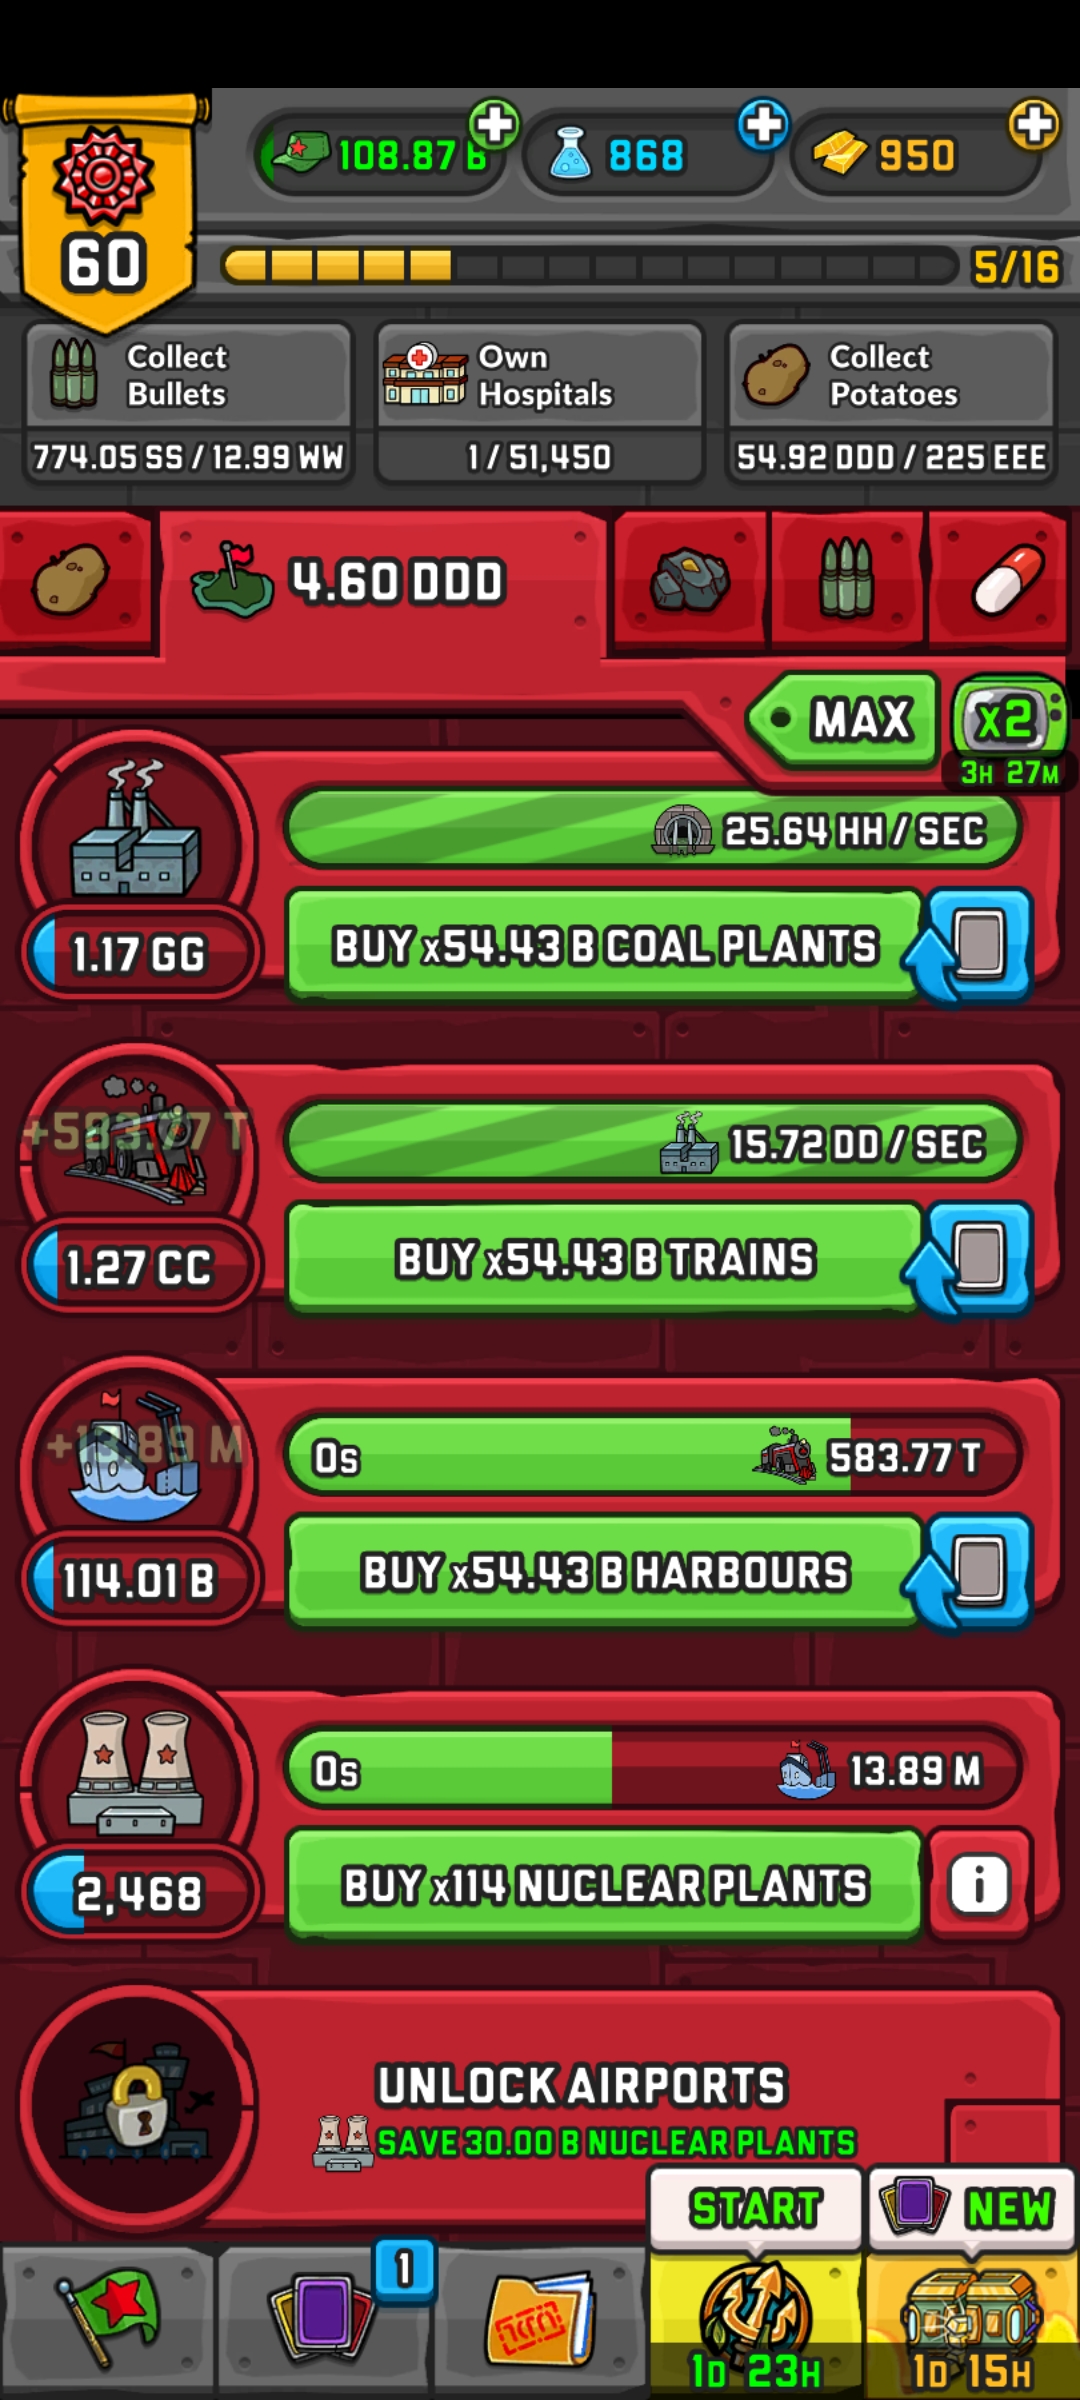 108.87 B
868
950
60
5/16
Collect
Bullets
774.05 SS / 12.99 WW
Own
Hospitals
1 / 51,450
Collect
Potatoes
54.92 DDD / 225 EEE
4.60 DDD
MAX
x2
3H 27M
25.64 HH / SEC
1.17 GG
BUY x54.43 B COAL PLANTS
+583.77 T
15.72 DD / SEC
1.27 CC
BUY x54.43 B TRAINS
+13.89 M
0s
583.77 T
114.01 B
BUY x54.43 B HARBOURS
0s
13.89 M
2,468
BUY x114 NUCLEAR PLANTS
i
UNLOCK AIRPORTS
SAVE 30.00 B NUCLEAR PLANTS
START
NEW
1
1D 23H
1D 15H